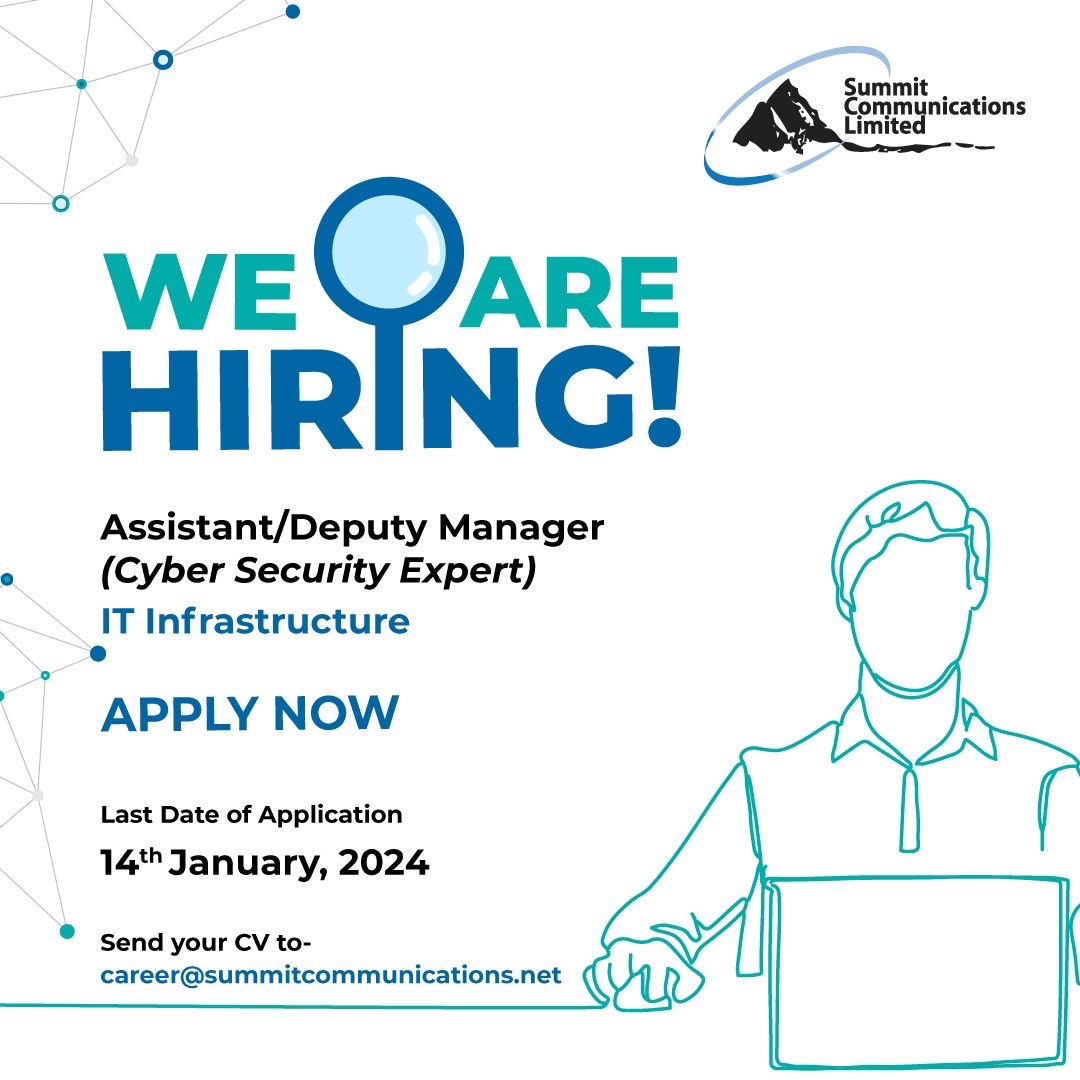 Summit
Communications
Limited
WE ARE
HIRING!
Assistant/Deputy Manager
(Cyber Security Expert)
IT Infrastructure
APPLY NOW
Last Date of Application
14th January, 2024
Send your CV to-
career@summitcommunications.net